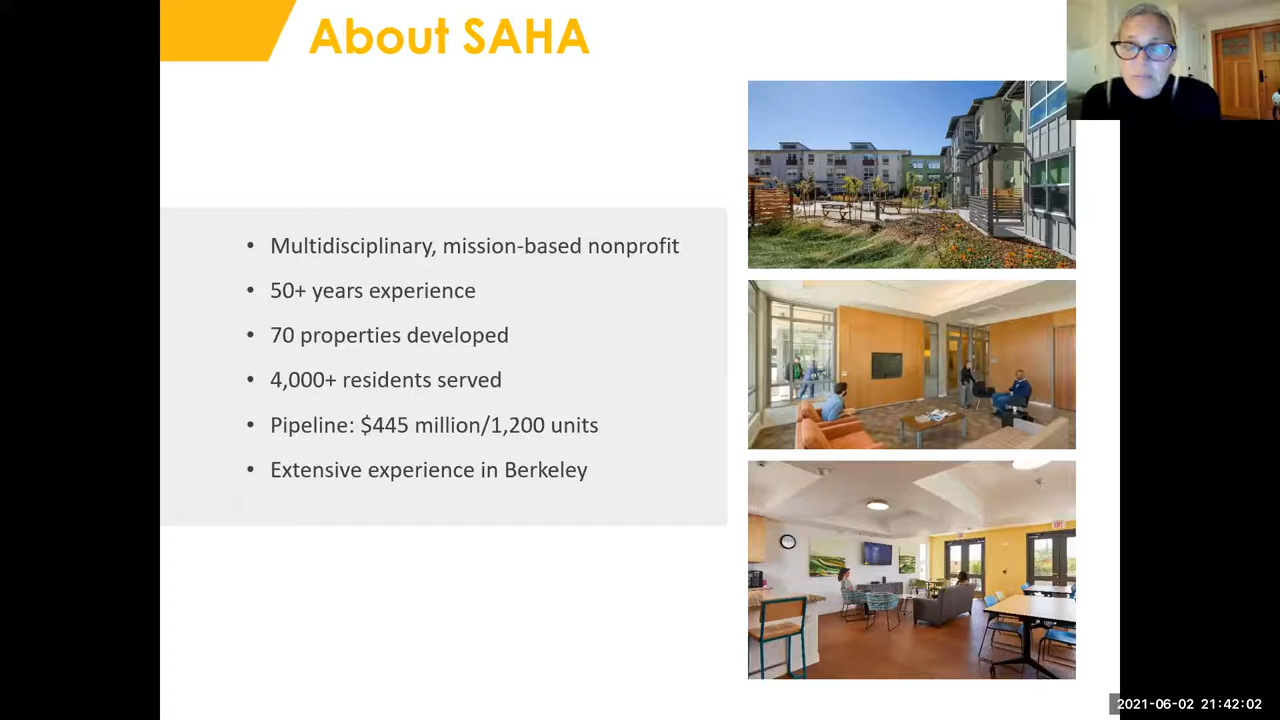 About SAHA
• Multidisciplinary, mission-based nonprofit
• 50+ years experience
• 70 properties developed
• 4,000+ residents served
• Pipeline: $445 million/1,200 units
• Extensive experience in Berkeley
EXIT
2021-06-02 21:42:02